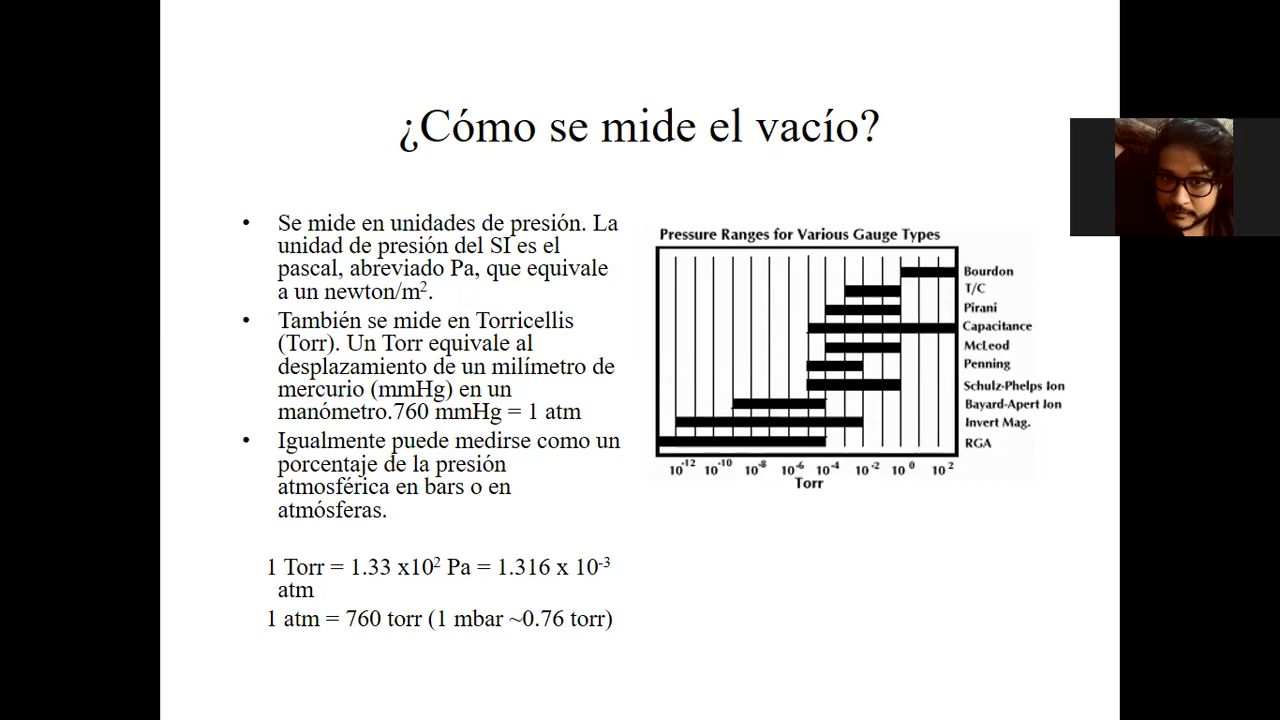 ¿Cómo se mide el vacío?
• Se mide en unidades de presión. La
unidad de presión del SI es el
pascal, abreviado Pa, que equivale
a un newton/m².
• También se mide en Torricellis
(Torr). Un Torr equivale al
desplazamiento de un milímetro de
mercurio (mmHg) en un
manómetro.760 mmHg = 1 atm
• Igualmente puede medirse como un
porcentaje de la presión
atmosférica en bars o en
atmósferas.
1 Torr = 1.33 x10² Pa = 1.316 x 10⁻³
atm
1 atm = 760 torr (1 mbar ~0.76 torr)
Pressure Ranges for Various Gauge Types
Bourdon
T/C
Pirani
Capacitance
McLeod
Penning
Schulz-Phelps Ion
Bayard-Apert Ion
Invert Mag.
RGA
10⁻¹² 10⁻¹⁰ 10⁻⁸ 10⁻⁶ 10⁻⁴ 10⁻² 10⁰ 10²
Torr